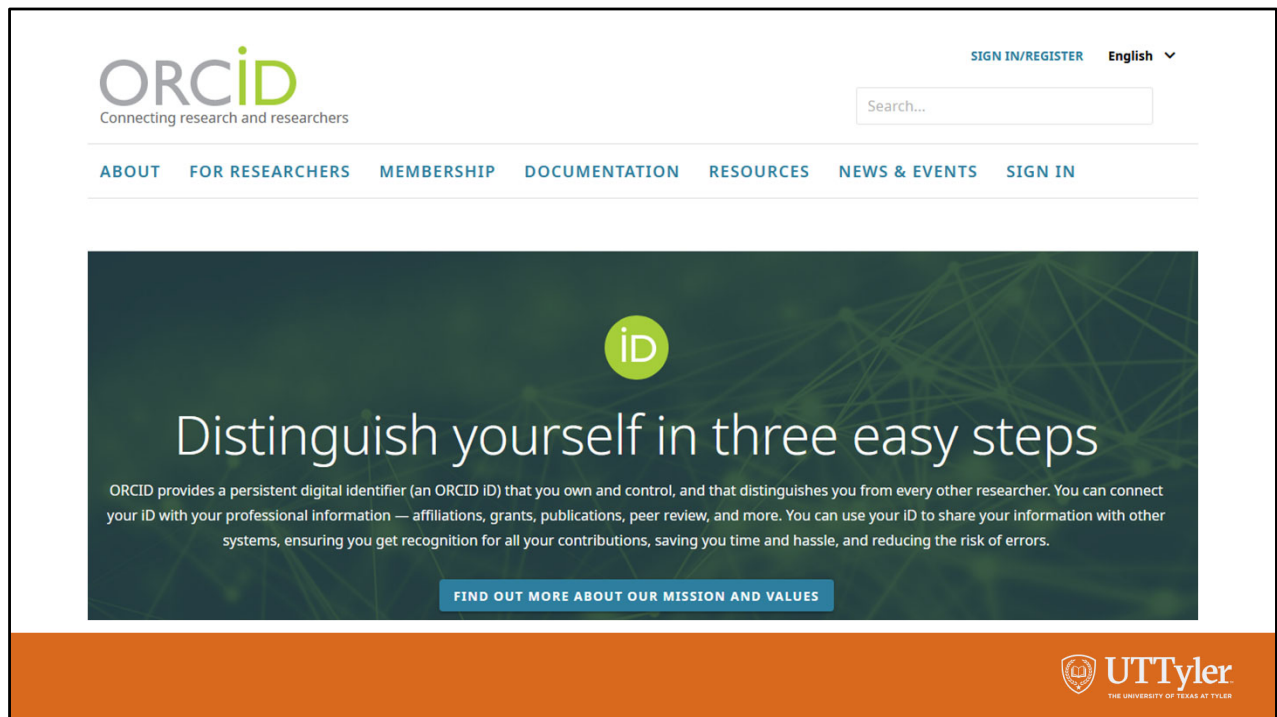 ORCiD
Connecting research and researchers
SIGN IN/REGISTER English
Search...
ABOUT FOR RESEARCHERS MEMBERSHIP DOCUMENTATION RESOURCES NEWS & EVENTS SIGN IN
iD
Distinguish yourself in three easy steps
ORCID provides a persistent digital identifier (an ORCID iD) that you own and control, and that distinguishes you from every other researcher. You can connect
your iD with your professional information — affiliations, grants, publications, peer review, and more. You can use your iD to share your information with other
systems, ensuring you get recognition for all your contributions, saving you time and hassle, and reducing the risk of errors.
FIND OUT MORE ABOUT OUR MISSION AND VALUES
UTTyler
THE UNIVERSITY OF TEXAS AT TYLER